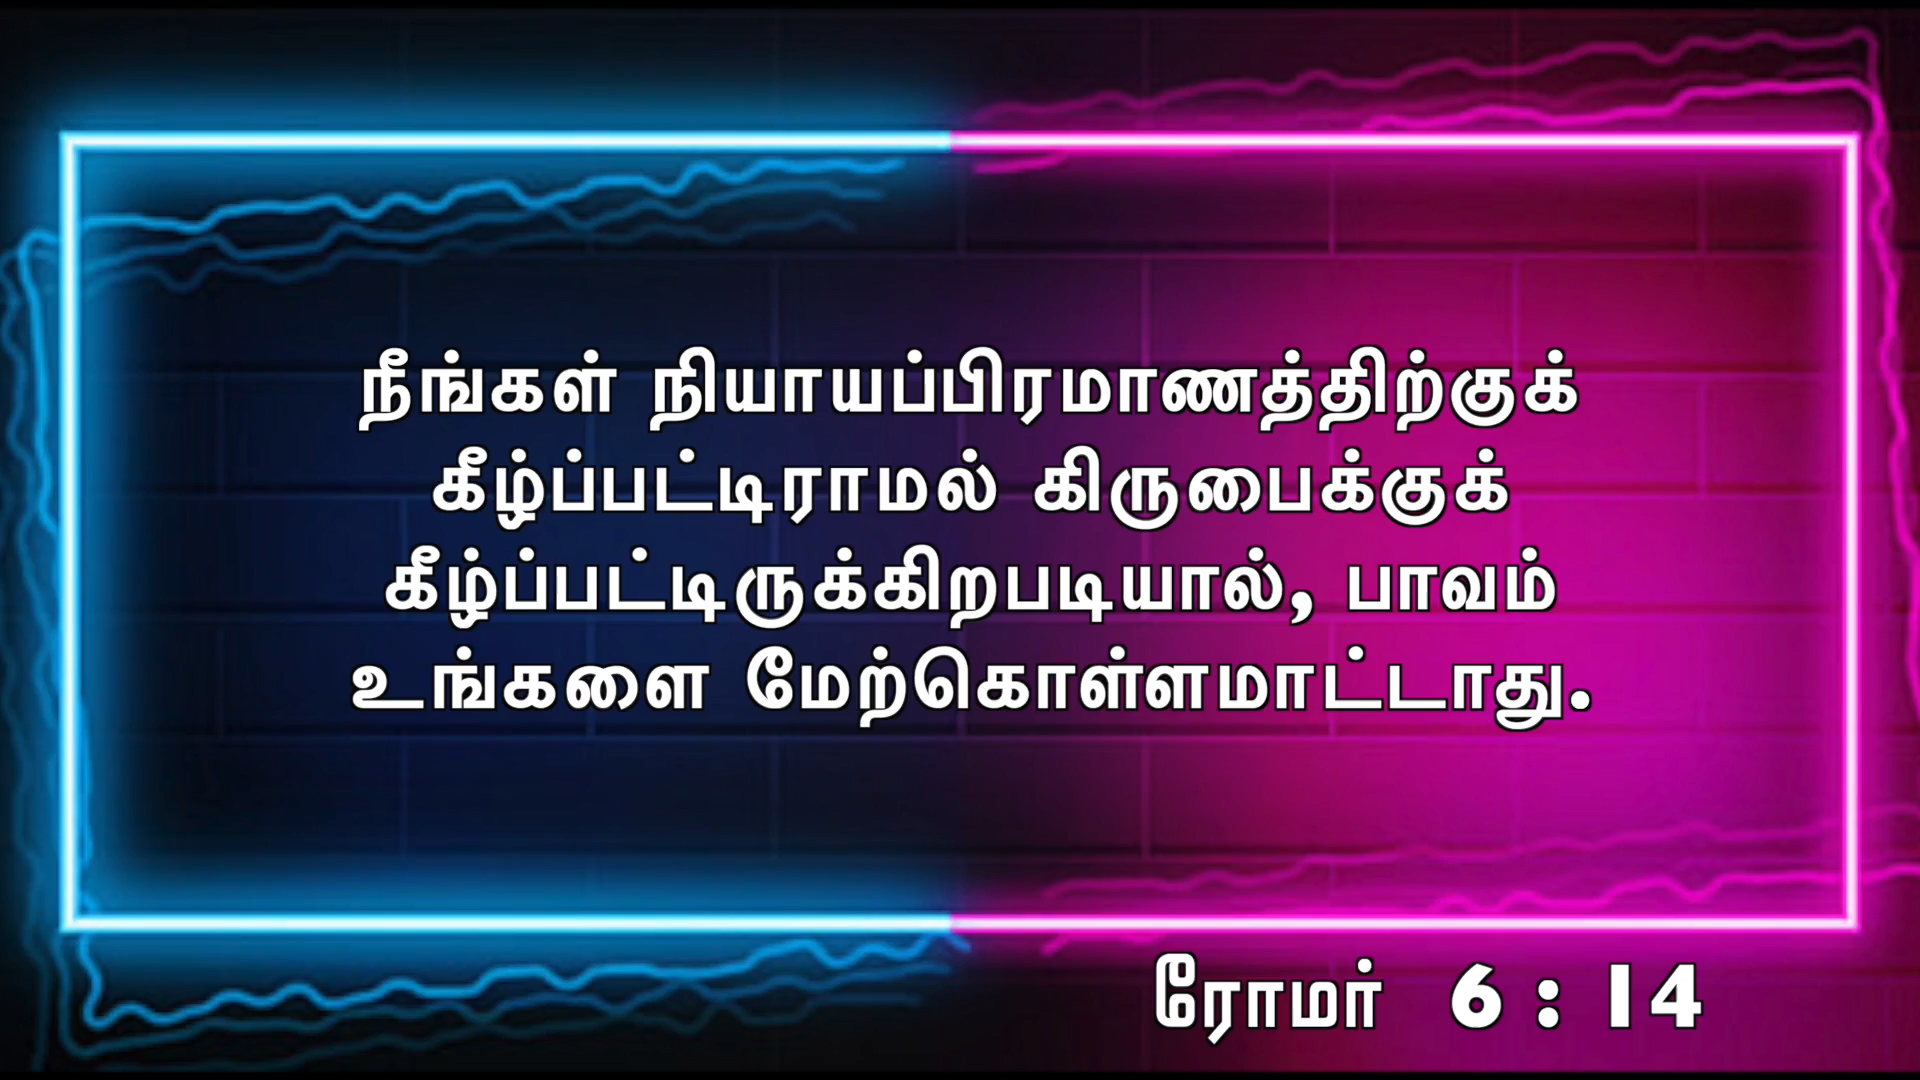 நீங்கள் நியாயப்பிரமாணத்திற்குக்
கீழ்ப்பட்டிராமல் கிருபைக்குக்
கீழ்ப்பட்டிருக்கிறபடியால், பாவம்
உங்களை மேற்கொள்ளமாட்டாது.
ரோமர் 6 : 14